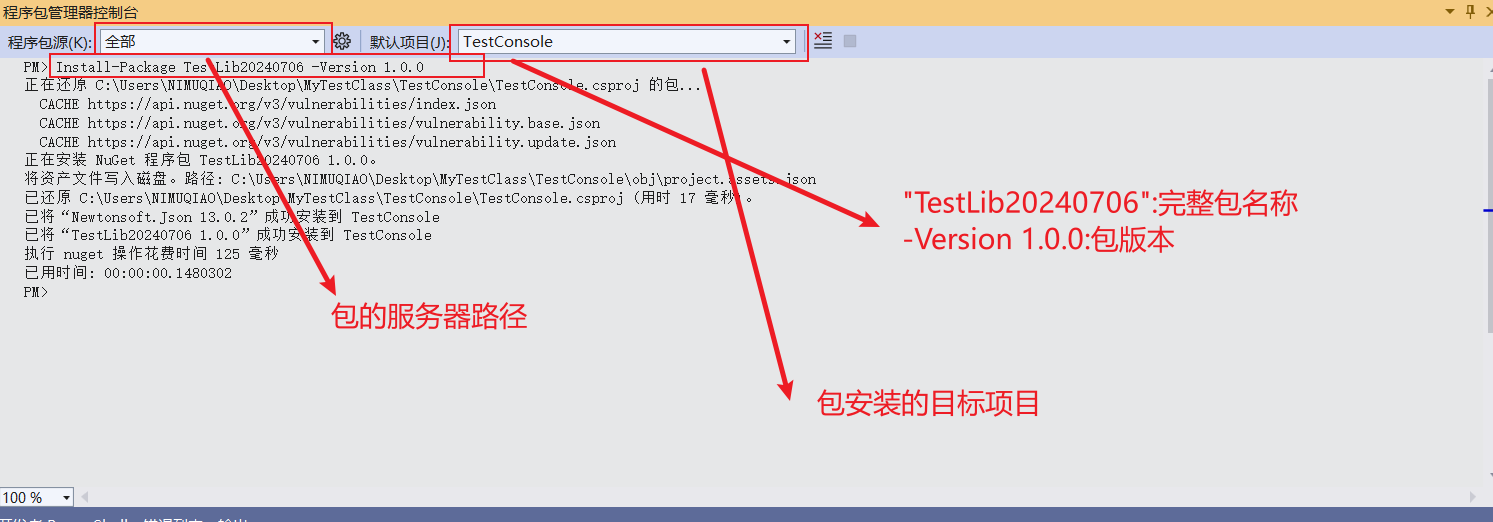 程序包管理器控制台
程序包源(K): 全部 默认项目(J): TestConsole
PM> Install-Package TestLib20240706 -Version 1.0.0
正在还原 C:\Users\NIMUQIAO\Desktop\MyTestClass\TestConsole\TestConsole.csproj 的包...
CACHE https://api.nuget.org/v3/vulnerabilities/index.json
CACHE https://api.nuget.org/v3/vulnerabilities/vulnerability.base.json
CACHE https://api.nuget.org/v3/vulnerabilities/vulnerability.update.json
正在安装 NuGet 程序包 TestLib20240706 1.0.0。
将资产文件写入磁盘。路径: C:\Users\NIMUQIAO\Desktop\MyTestClass\TestConsole\obj\project.assets.json
已还原 C:\Users\NIMUQIAO\Desktop\MyTestClass\TestConsole\TestConsole.csproj (用时 17 毫秒)。
已将“Newtonsoft.Json 13.0.2”成功安装到 TestConsole
已将“TestLib20240706 1.0.0”成功安装到 TestConsole
执行 nuget 操作花费时间 125 毫秒
已用时间: 00:00:00.1480302
PM>
"TestLib20240706":完整包名称
-Version 1.0.0:包版本
包的服务器路径
包安装的目标项目
100 %